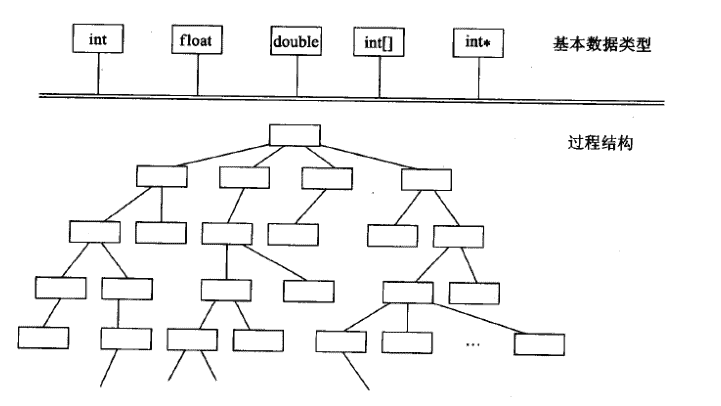 int
float
double
int[]
int*
基本数据类型
过程结构
...